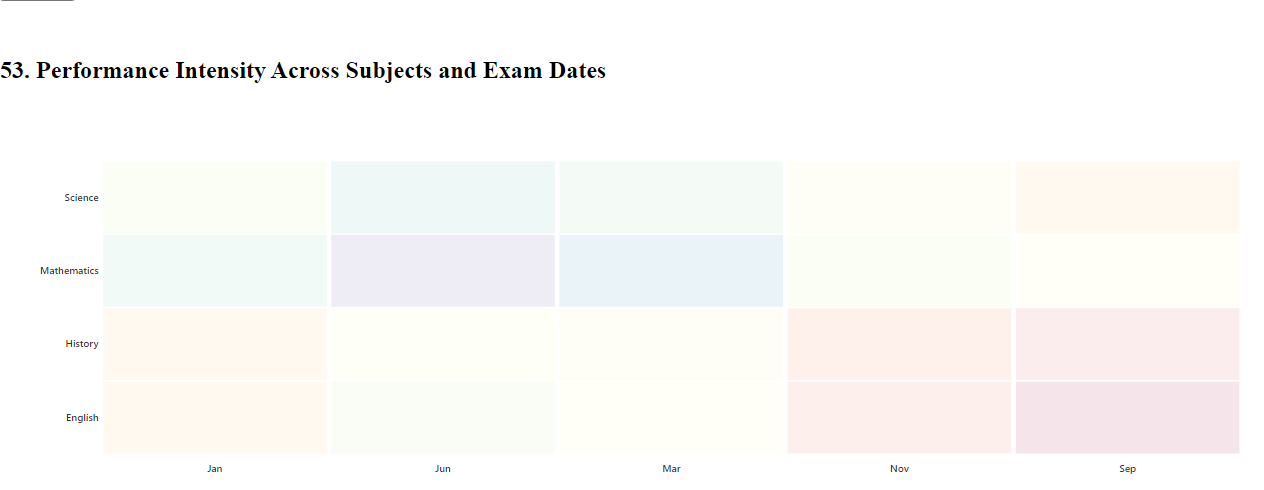 53. Performance Intensity Across Subjects and Exam Dates
Science
Mathematics
History
English
Jan Jun Mar Nov Sep